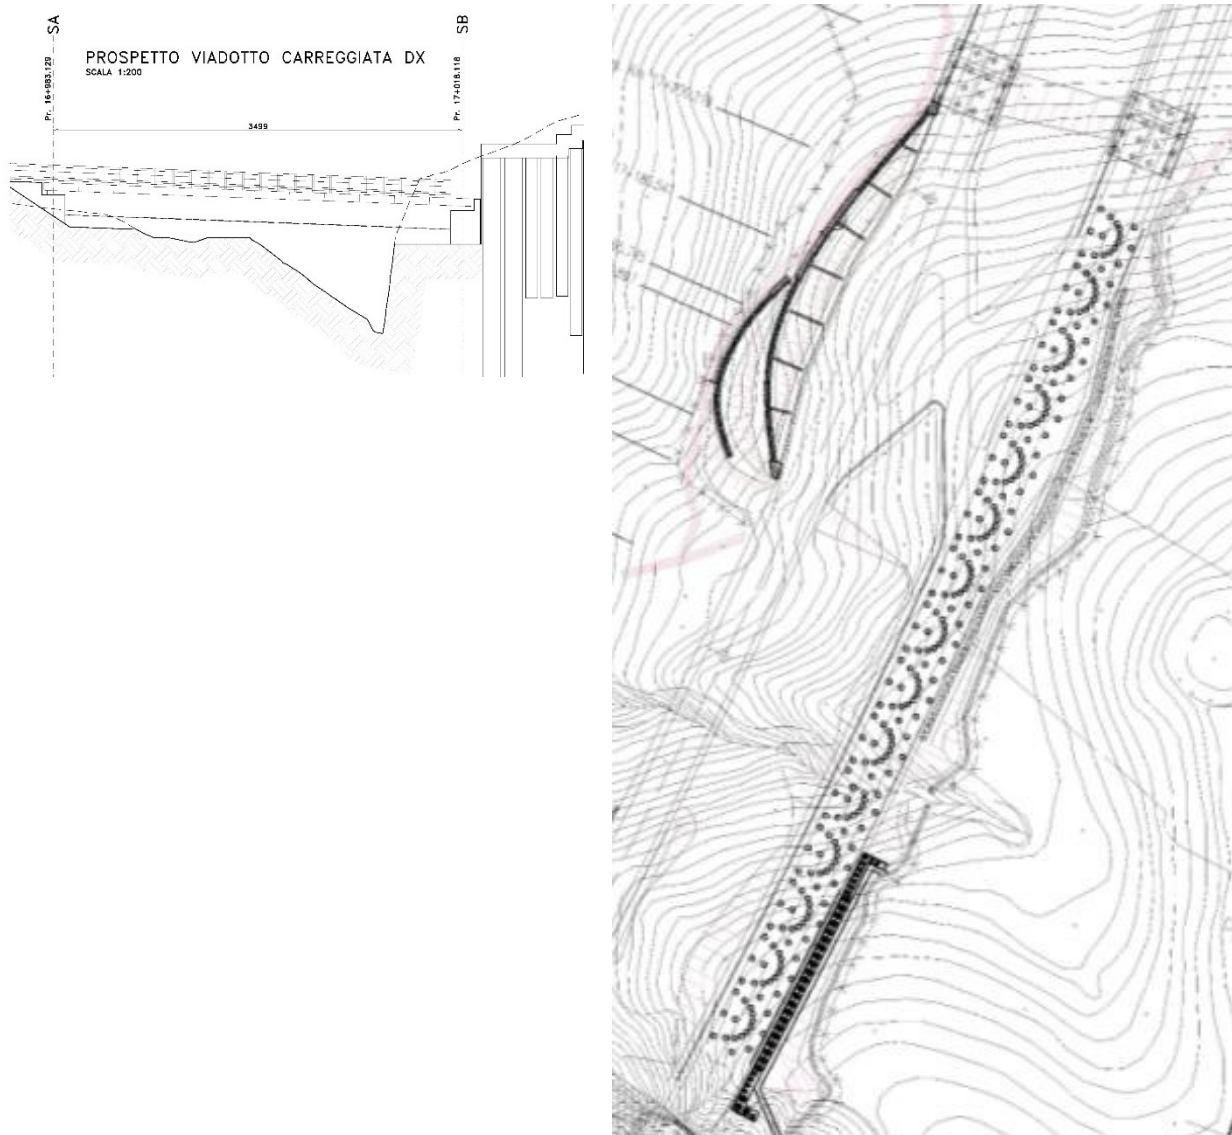 SA
SB
PROSPETTO VIADOTTO CARREGGIATA DX
SCALA 1:200
Pr. 16+983.129
Pr. 17+018.118
3499